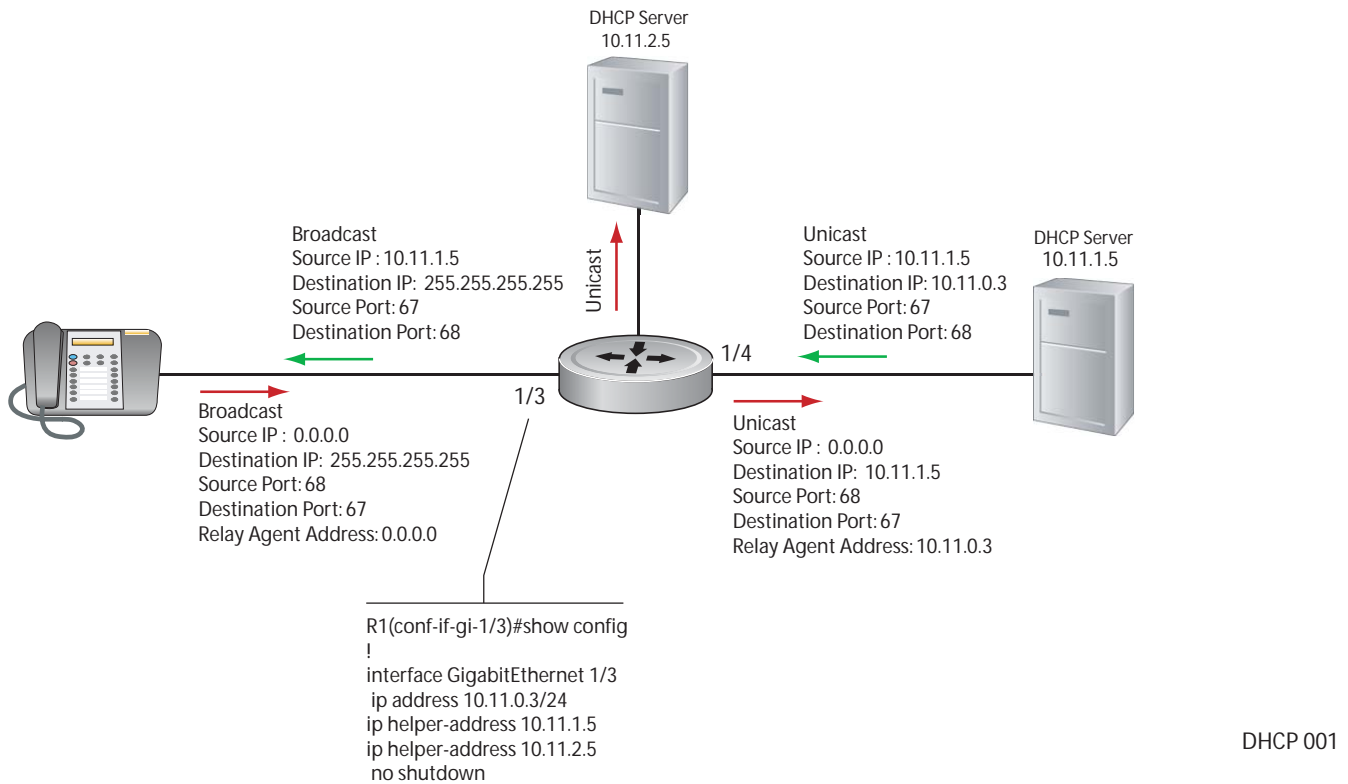 DHCP Server
10.11.2.5
Broadcast
Source IP : 10.11.1.5
Destination IP: 255.255.255.255
Source Port: 67
Destination Port: 68
Unicast
Unicast
Source IP : 10.11.1.5
Destination IP: 10.11.0.3
Source Port: 67
Destination Port: 68
DHCP Server
10.11.1.5
1/4
1/3
Broadcast
Source IP : 0.0.0.0
Destination IP: 255.255.255.255
Source Port: 68
Destination Port: 67
Relay Agent Address: 0.0.0.0
Unicast
Source IP : 0.0.0.0
Destination IP: 10.11.1.5
Source Port: 68
Destination Port: 67
Relay Agent Address: 10.11.0.3
R1(conf-if-gi-1/3)#show config
!
interface GigabitEthernet 1/3
ip address 10.11.0.3/24
ip helper-address 10.11.1.5
ip helper-address 10.11.2.5
no shutdown
DHCP 001